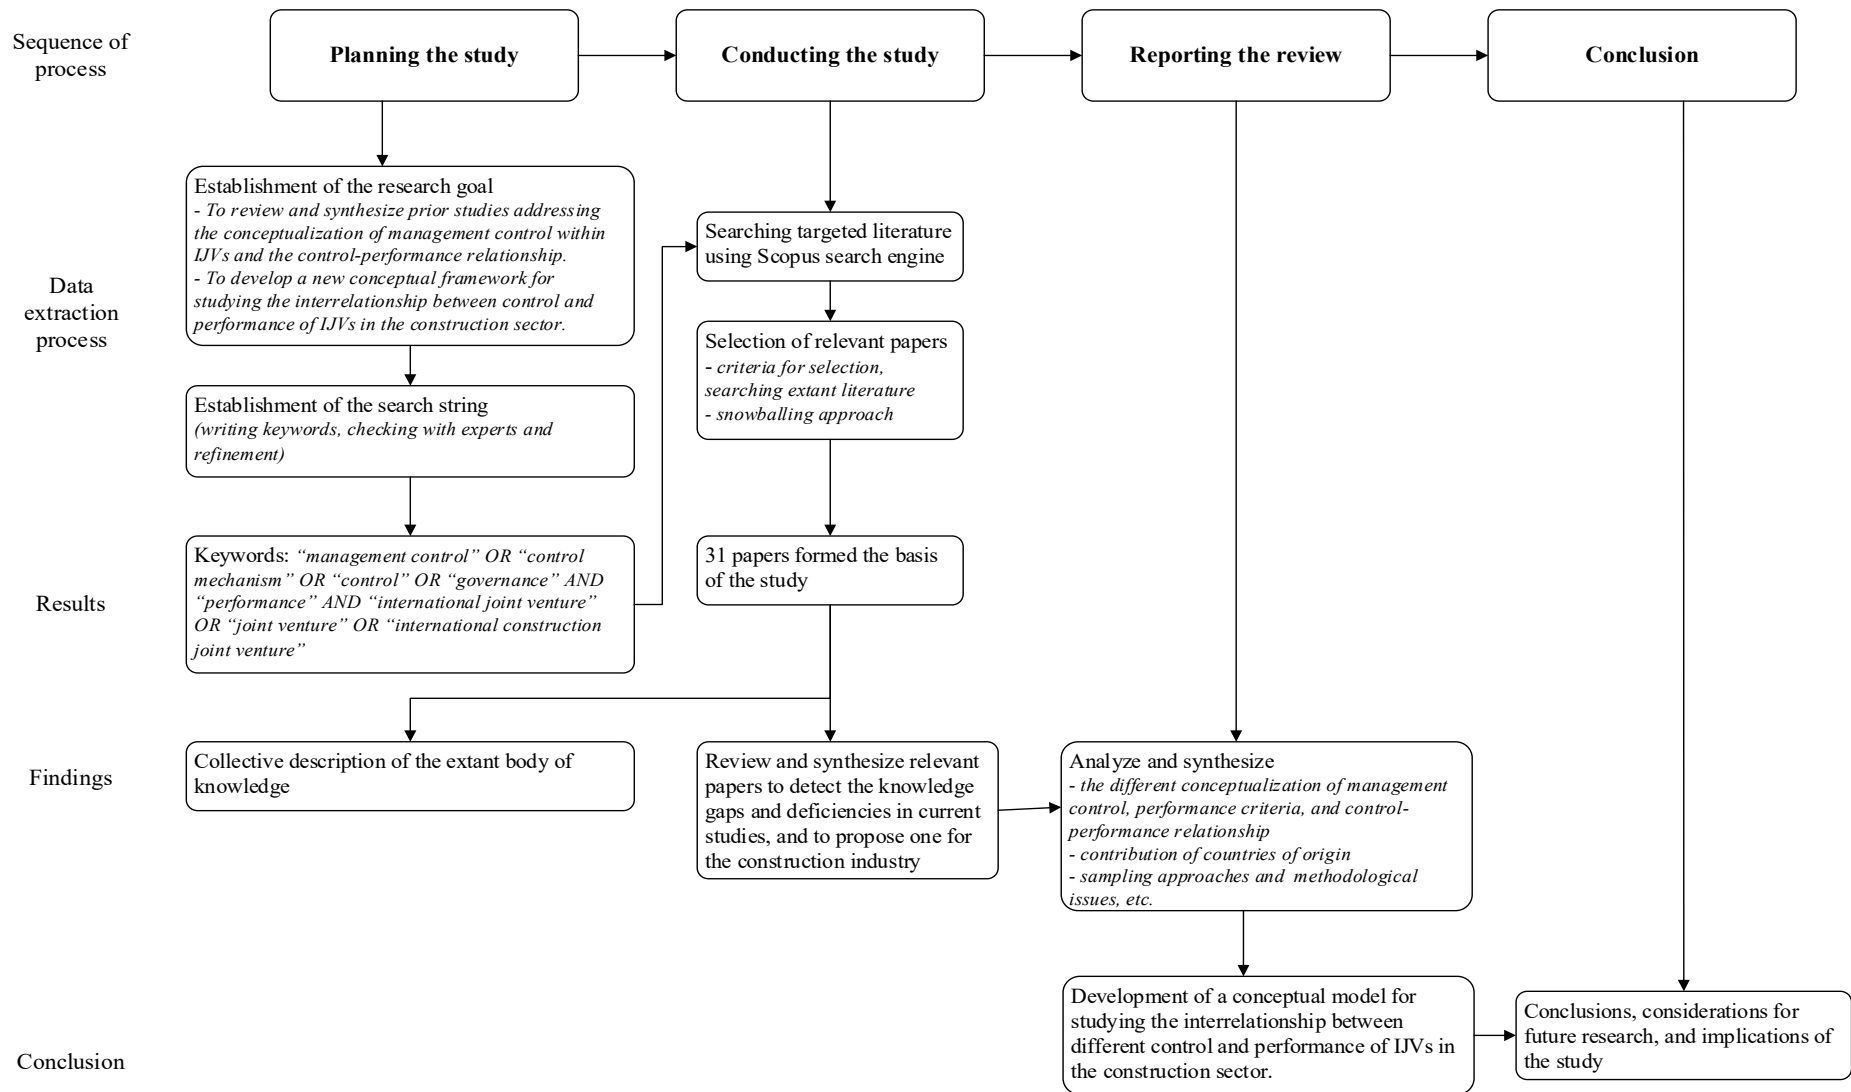 Sequence of
process
Planning the study
Conducting the study
Reporting the review
Conclusion
Data
extraction
process
Establishment of the research goal
- To review and synthesize prior studies addressing
the conceptualization of management control within
IJVs and the control-performance relationship.
- To develop a new conceptual framework for
studying the interrelationship between control and
performance of IJVs in the construction sector.
Establishment of the search string
(writing keywords, checking with experts and
refinement)
Searching targeted literature
using Scopus search engine
Selection of relevant papers
- criteria for selection,
searching extant literature
- snowballing approach
Results
Keywords: “management control” OR “control
mechanism” OR “control” OR “governance” AND
“performance” AND “international joint venture”
OR “joint venture” OR “international construction
joint venture”
31 papers formed the basis
of the study
Findings
Collective description of the extant body of
knowledge
Review and synthesize relevant
papers to detect the knowledge
gaps and deficiencies in current
studies, and to propose one for
the construction industry
Analyze and synthesize
- the different conceptualization of management
control, performance criteria, and control-
performance relationship
- contribution of countries of origin
- sampling approaches and methodological
issues, etc.
Conclusion
Development of a conceptual model for
studying the interrelationship between
different control and performance of IJVs in
the construction sector.
Conclusions, considerations for
future research, and implications of
the study